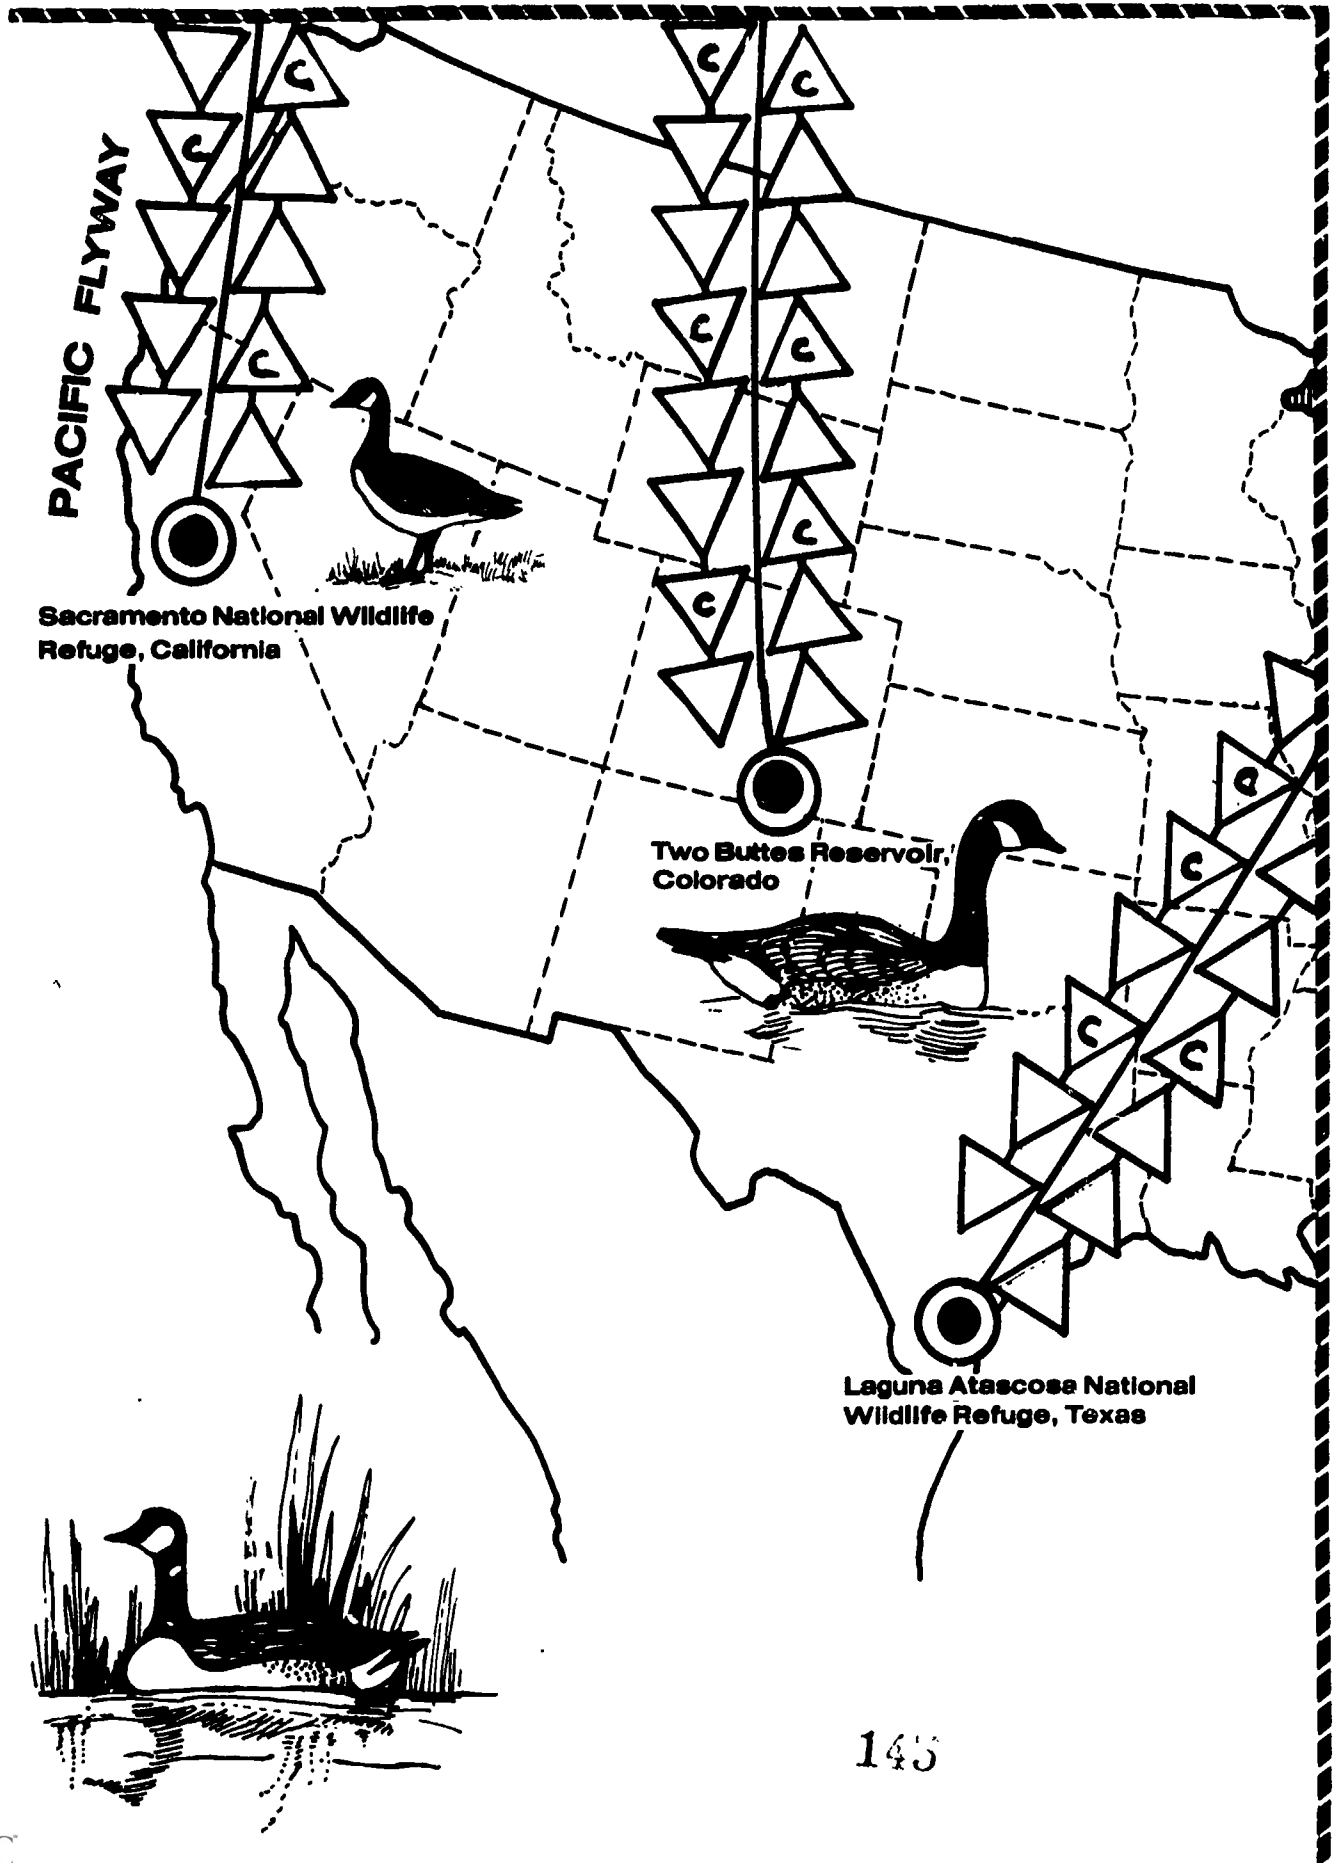 C
C
C
C
PACIFIC FLYWAY
C
C
C
C
C
C
Sacramento National Wildlife
Refuge, California
C
C
Two Buttes Reservoir,
Colorado
C
C
C
Laguna Atascosa National
Wildlife Refuge, Texas